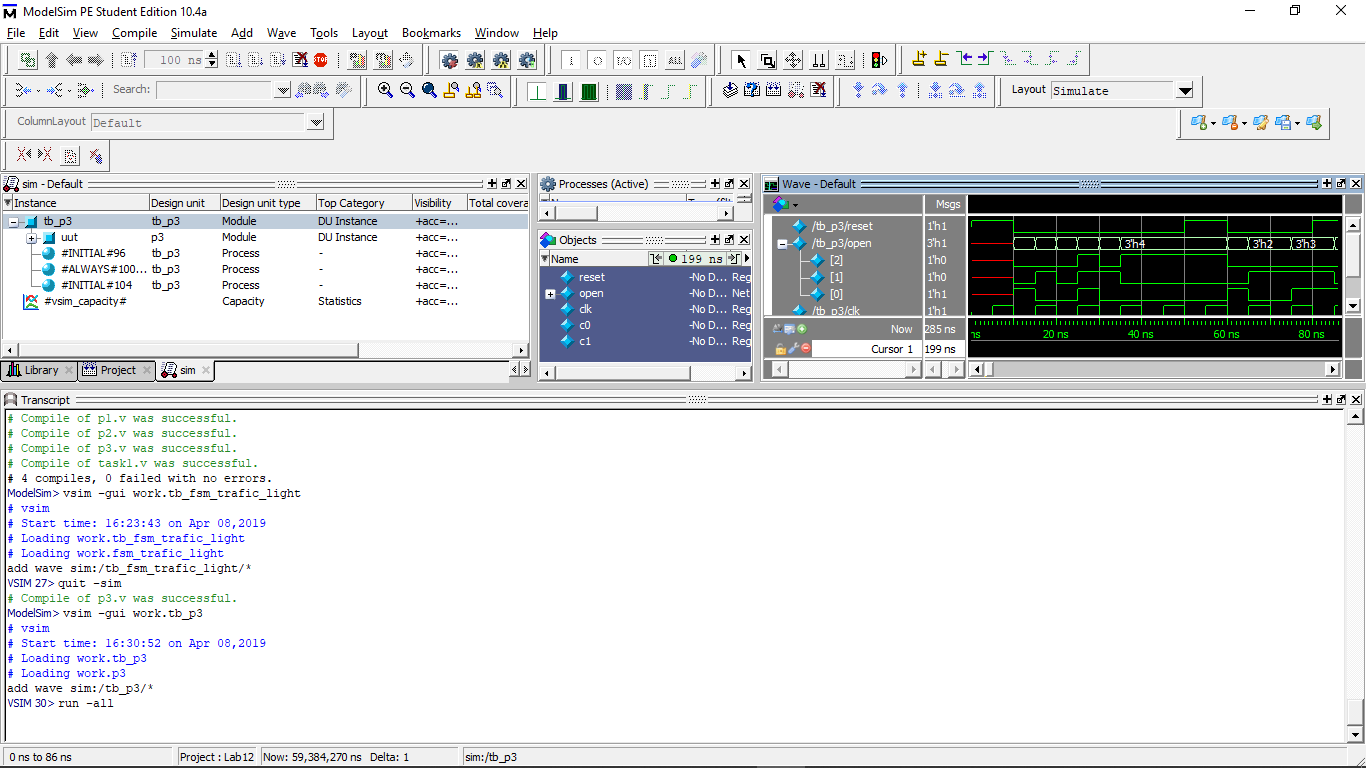 ModelSim PE Student Edition 10.4a
File Edit View Compile Simulate Add Wave Tools Layout Bookmarks Window Help
100 ns
Search:
Layout Simulate
ColumnLayout Default
sim - Default
Instance Design unit Design unit type Top Category Visibility Total covera
tb_p3 tb_p3 Module DU Instance +acc=...
uut p3 Module DU Instance +acc=...
#INITIAL#96 tb_p3 Process - +acc=...
#ALWAYS#100... tb_p3 Process - +acc=...
#INITIAL#104 tb_p3 Process - +acc=...
#vsim_capacity# Capacity Statistics +acc=...
Library Project sim
Processes (Active)
Objects
Name 199 ns
reset -No D... Reg
open -No D... Net
clk -No D... Reg
c0 -No D... Reg
c1 -No D... Reg
Wave - Default
Msgs
/tb_p3/reset 1'h1
/tb_p3/open 3'h1 3'h4 3'h2 3'h3
[2] 1'h0
[1] 1'h0
[0] 1'h1
/tb_p3/clk 1'h1
Now 285 ns ns 20 ns 40 ns 60 ns 80 ns
Cursor 1 199 ns
Transcript
# Compile of p1.v was successful.
# Compile of p2.v was successful.
# Compile of p3.v was successful.
# Compile of task1.v was successful.
# 4 compiles, 0 failed with no errors.
ModelSim> vsim -gui work.tb_fsm_trafic_light
# vsim
# Start time: 16:23:43 on Apr 08,2019
# Loading work.tb_fsm_trafic_light
# Loading work.fsm_trafic_light
add wave sim:/tb_fsm_trafic_light/*
VSIM 27> quit -sim
# Compile of p3.v was successful.
ModelSim> vsim -gui work.tb_p3
# vsim
# Start time: 16:30:52 on Apr 08,2019
# Loading work.tb_p3
# Loading work.p3
add wave sim:/tb_p3/*
VSIM 30> run -all
0 ns to 86 ns Project : Lab12 Now: 59,384,270 ns Delta: 1 sim:/tb_p3